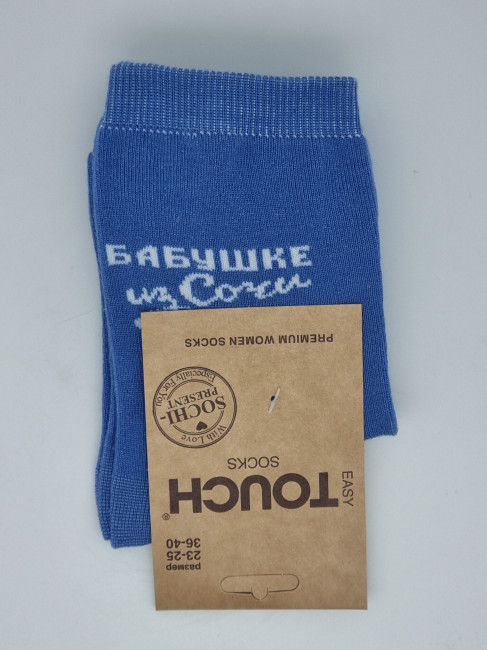 БАБУШКЕ
из Сочи
PREMIUM WOMEN SOCKS
With Love
SOCHI-
PRESENT
Especially For You
EASY
TOUCH®
SOCKS
размер
23-25
36-40